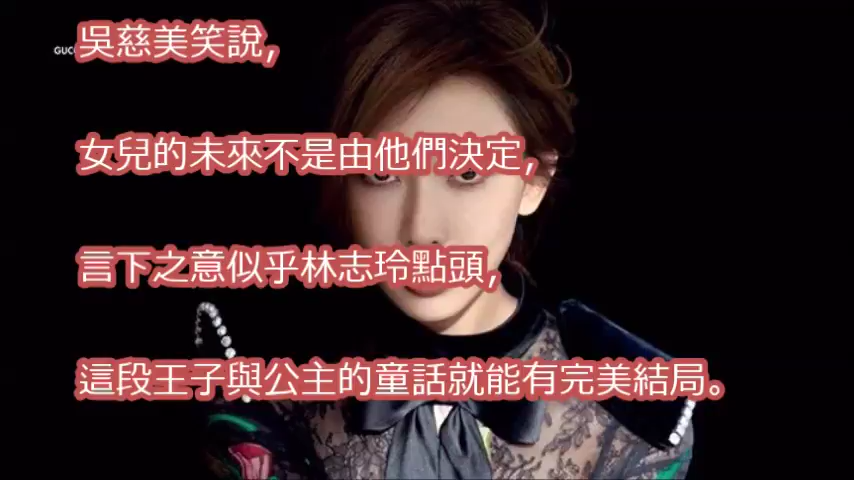 GUCC
吳慈美笑說，
女兒的未來不是由他們決定，
言下之意似乎林志玲點頭，
這段王子與公主的童話就能有完美結局。